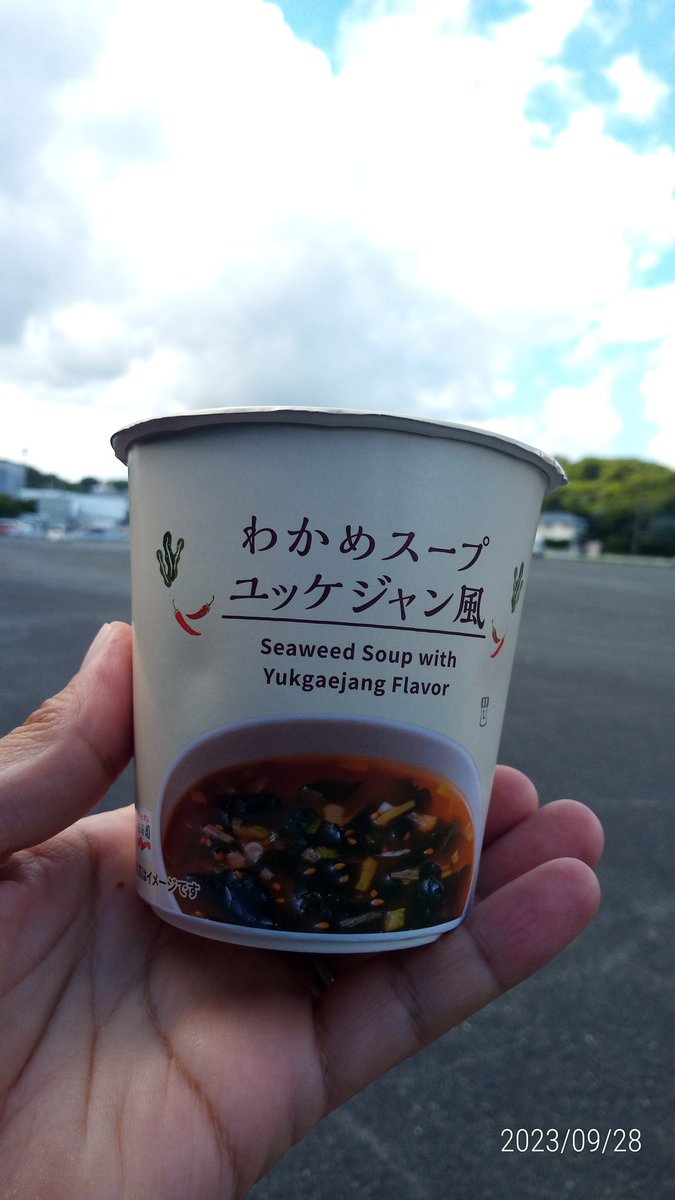 わかめスープ
ユッケジャン風
Seaweed Soup with
Yukgaejang Flavor
はイメージです
2023/09/28